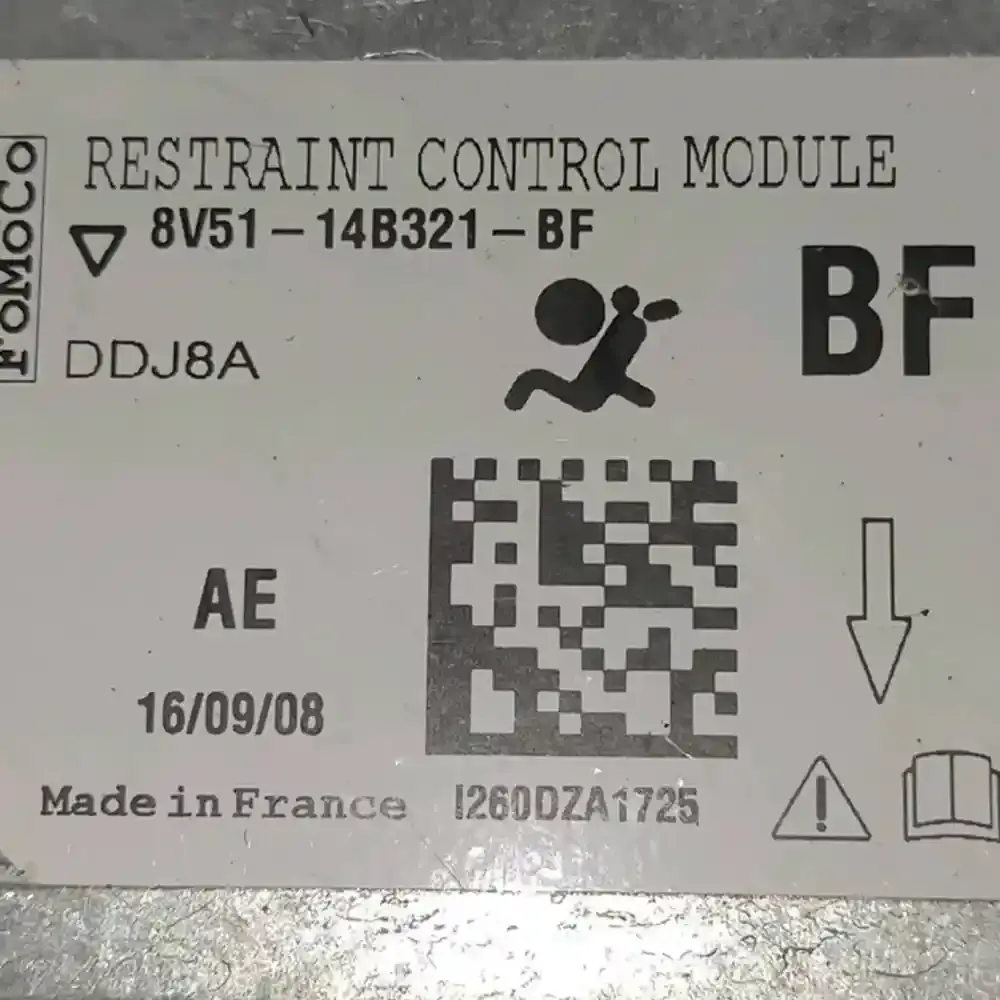 FoMoCo
RESTRAINT CONTROL MODULE
8V51-14B321-BF
BF
DDJ8A
AE
16/09/08
Made in France I260DZA1725